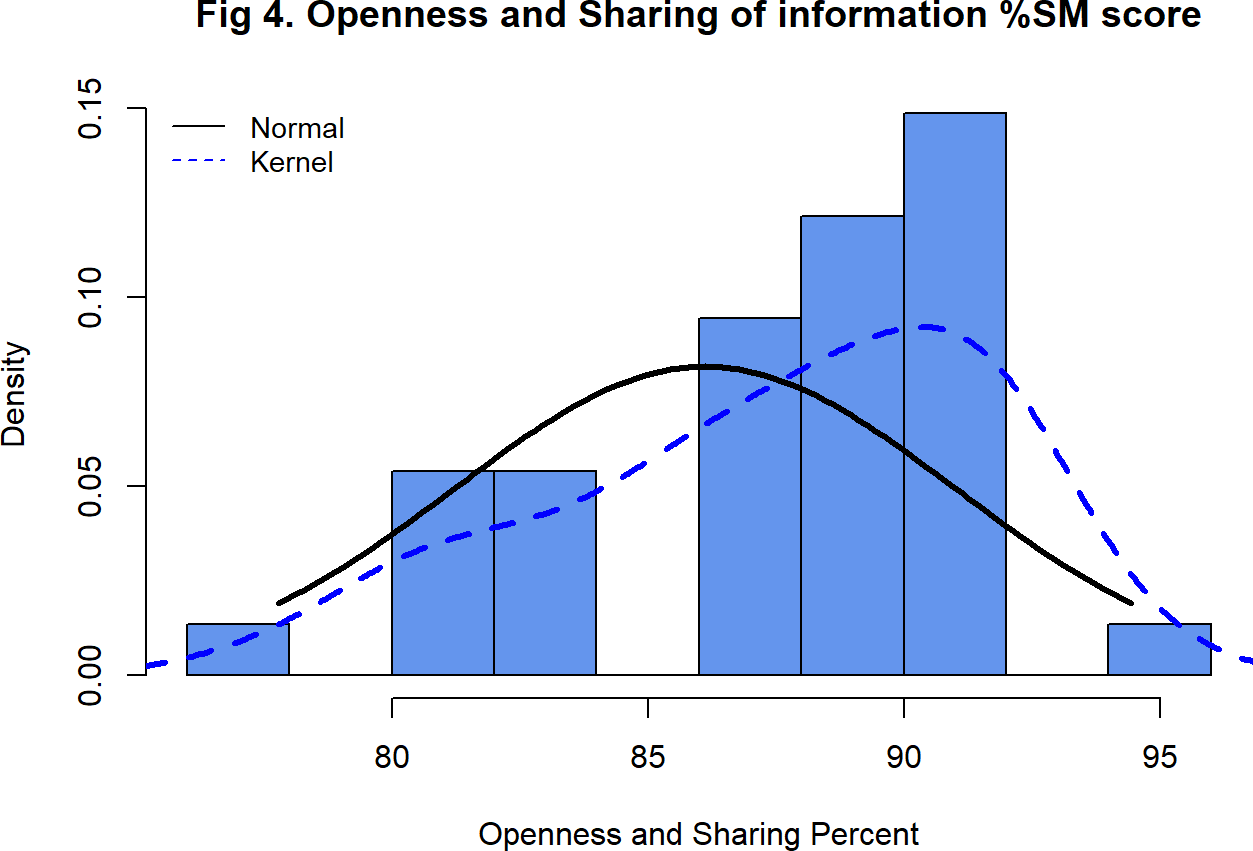 Fig 4. Openness and Sharing of information %SM score
Normal
Kernel
Density
0.15
0.10
0.05
0.00
80 85 90 95
Openness and Sharing Percent